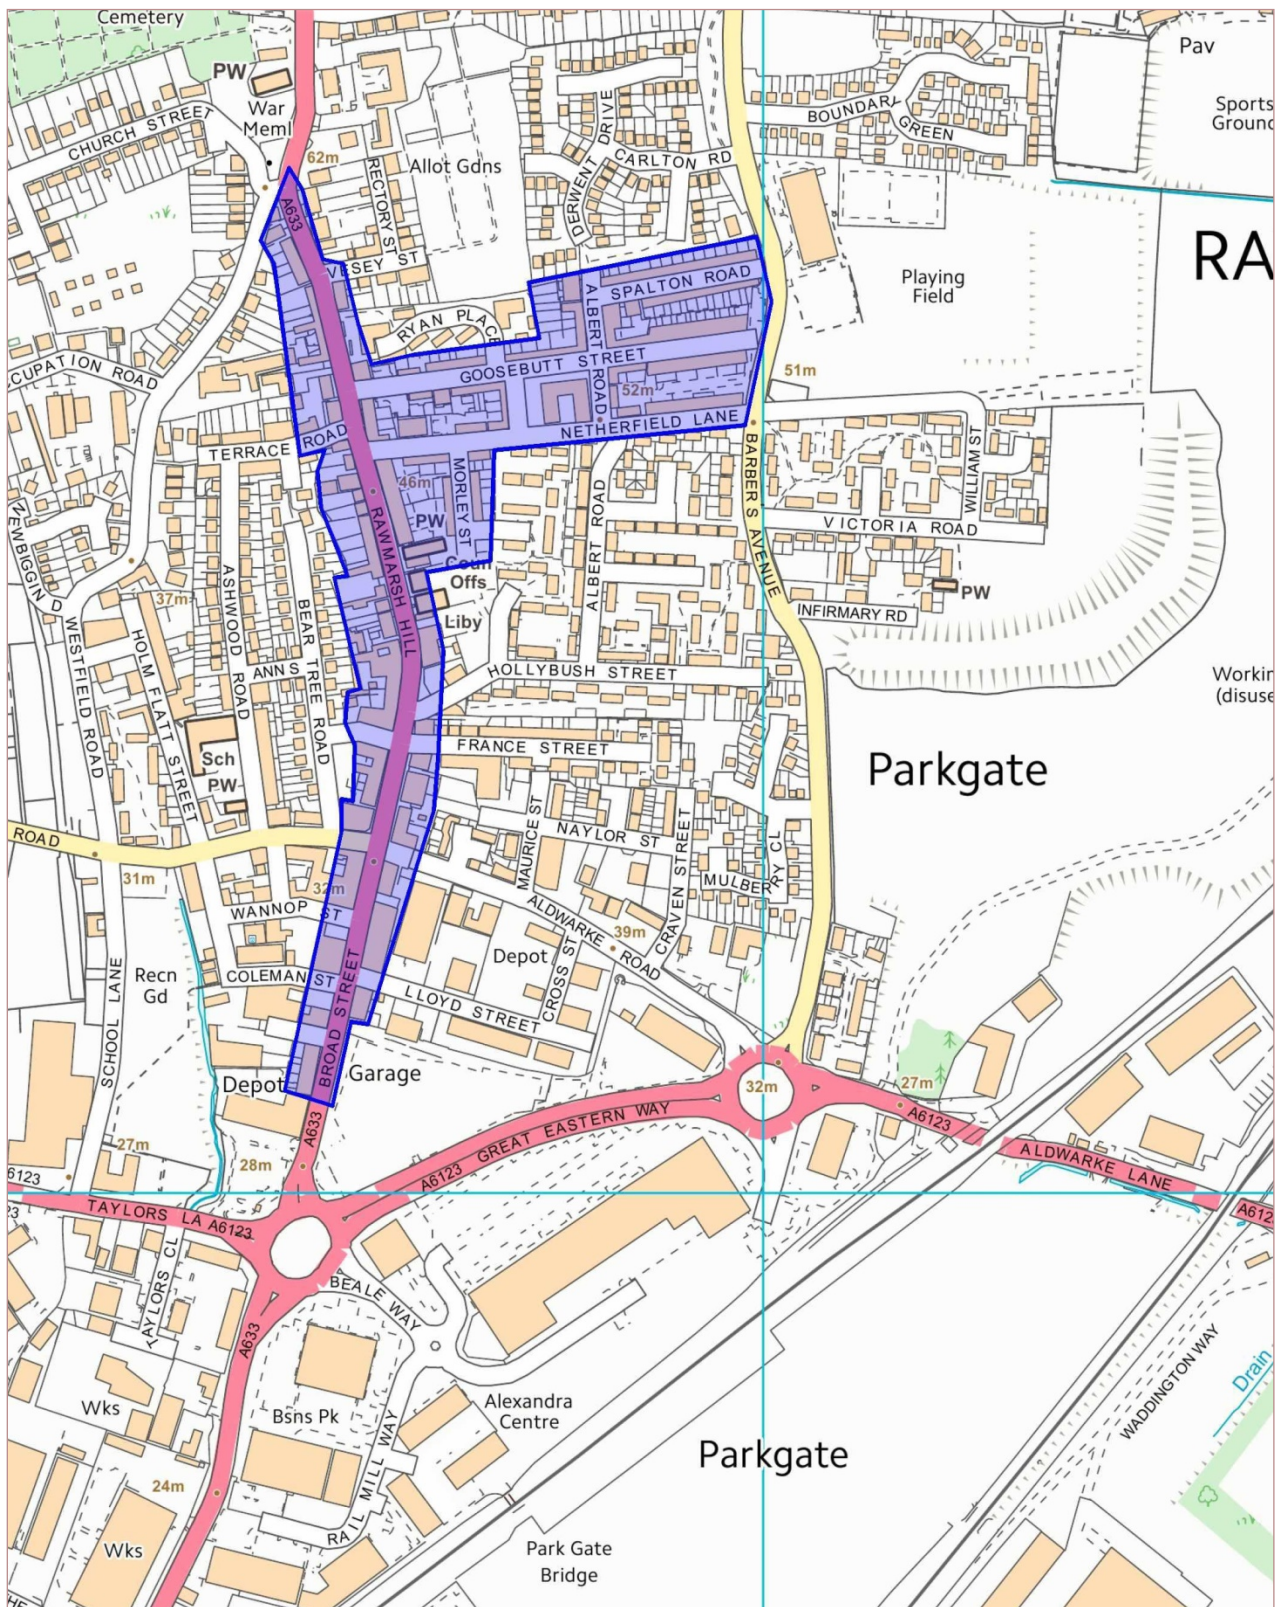 Cemetery
PW
War
Meml
CHURCH STREET
62m
RECTORY ST
Allot Gdns
DERWENT DRIVE
CARLTON RD
BOUNDARY
GREEN
Pav
Sports
Ground
A633
VESEY ST
RYAN PLACE
ALBERT ROAD
SPALTON ROAD
GOOSEBUTT STREET
52m
NETHERFIELD LANE
Playing
Field
RA
51m
CCUPATION ROAD
TERRACE ROAD
46m
MORLEY ST
PW
Coun
Offs
Liby
RAWMARSH HILL
ALBERT ROAD
BARBER'S AVENUE
WILLIAM ST
VICTORIA ROAD
INFIRMARY RD
PW
NEWBIGGIN D
WESTFIELD ROAD
37m
HOLM FLATT STREET
ASHWOOD ROAD
BEAR TREE ROAD
ANN'S
Sch
PW
HOLLYBUSH STREET
FRANCE STREET
Workin
(disuse
Parkgate
ROAD
31m
32m
WANNOP ST
COLEMAN ST
MAURICE ST
NAYLOR ST
CRAVEN STREET
MULBERRY CL
ALDWARKE ROAD
39m
Depot
CROSS ST
LLOYD STREET
BROAD STREET
Recn
Gd
SCHOOL LANE
Depot
Garage
A633
32m
27m
A6123
ALDWARKE LANE
A612
A6123 GREAT EASTERN WAY
27m
28m
6123
23
TAYLORS LA A6123
TAYLORS CL
BEALE WAY
A633
Wks
Bsns Pk
RAIL MILL WAY
Alexandra
Centre
Parkgate
WADDINGTON WAY
Drain
24m
Wks
Park Gate
Bridge
HE